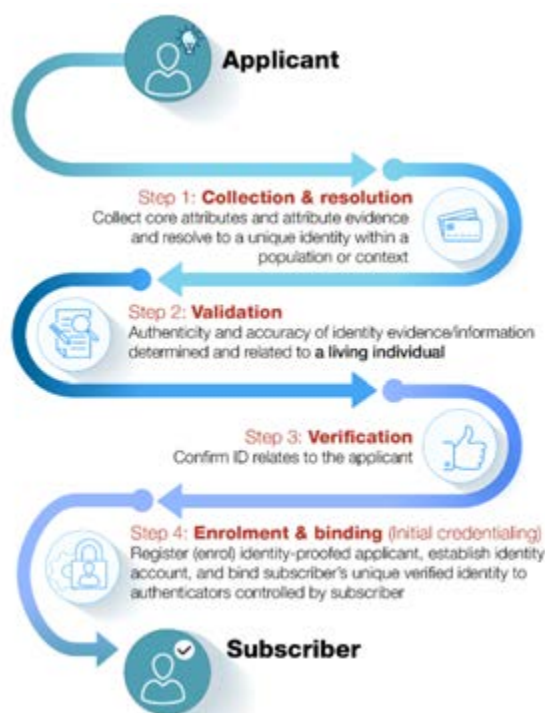 Applicant
Step 1: Collection & resolution
Collect core attributes and attribute evidence
and resolve to a unique identity within a
population or context
Step 2: Validation
Authenticity and accuracy of identity evidence/information
determined and related to a living individual
Step 3: Verification
Confirm ID relates to the applicant
Step 4: Enrolment & binding (Initial credentialing)
Register (enrol) identity-proofed applicant, establish identity
account, and bind subscriber's unique verified identity to
authenticators controlled by subscriber
Subscriber